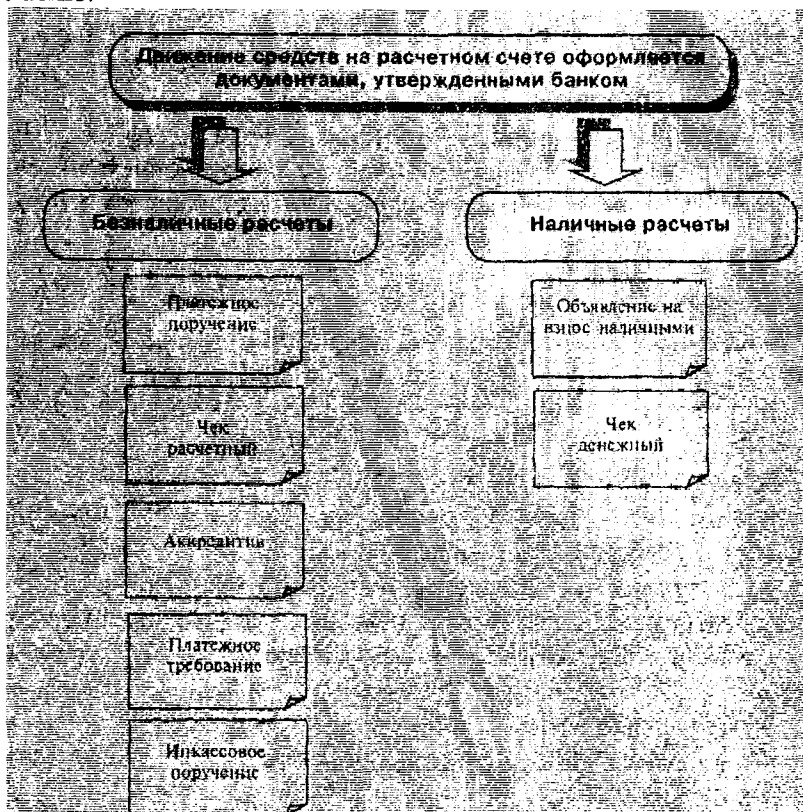 Движение средств на расчетном счете оформляется
документами, утвержденными банком
Безналичные расчеты
Наличные расчеты
Платежное
поручение
Объявление на
взнос наличными
Чек
расчетный
Чек
денежный
Аккредитив
Платежное
требование
Инкассовое
поручение